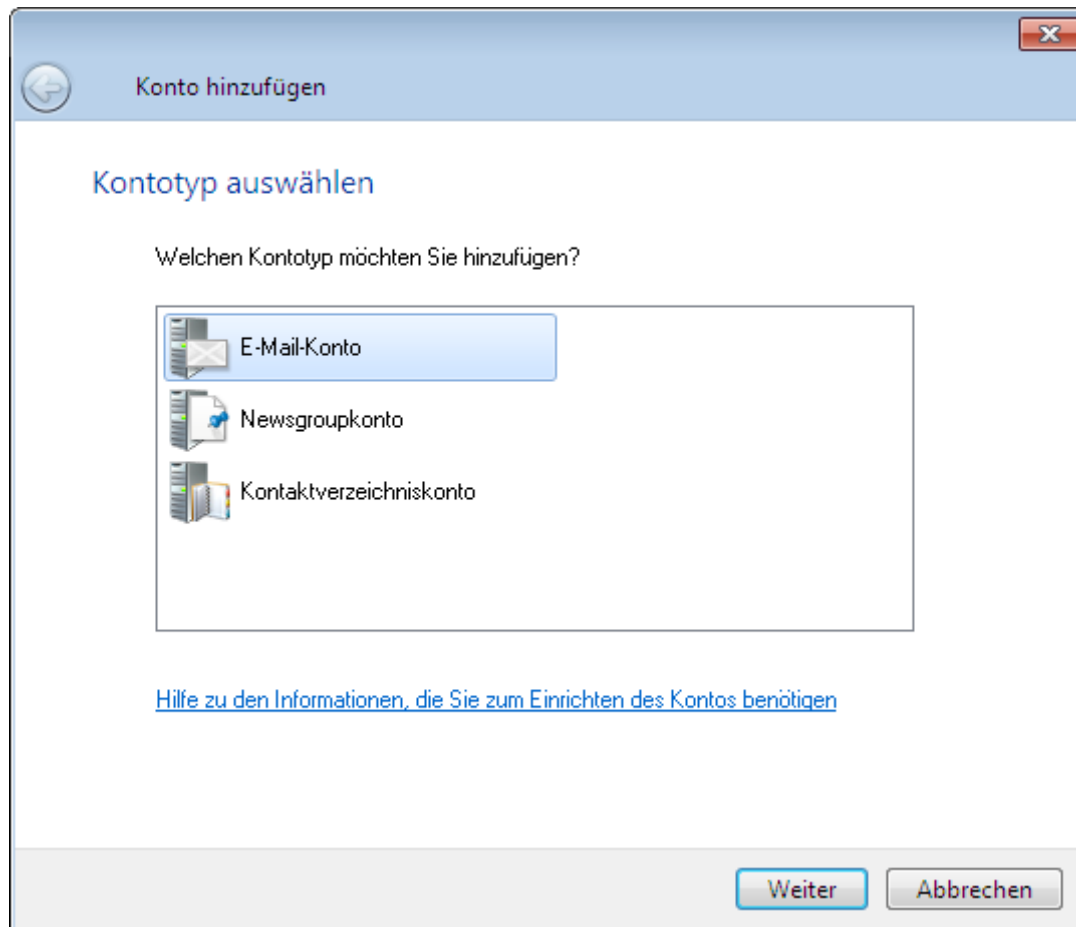 Konto hinzufügen
Kontotyp auswählen
Welchen Kontotyp möchten Sie hinzufügen?
E-Mail-Konto
Newsgroupkonto
Kontaktverzeichniskonto
Hilfe zu den Informationen, die Sie zum Einrichten des Kontos benötigen
Weiter Abbrechen